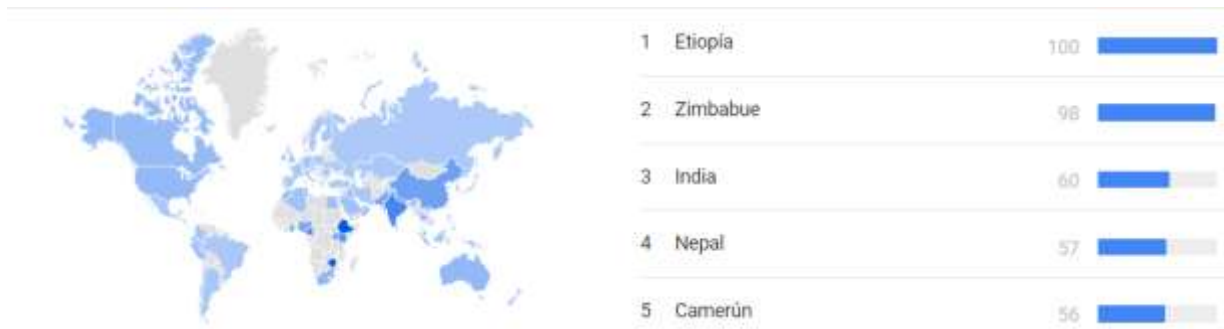 1 Etiopía 100
2 Zimbabue 98
3 India 60
4 Nepal 57
5 Camerún 56